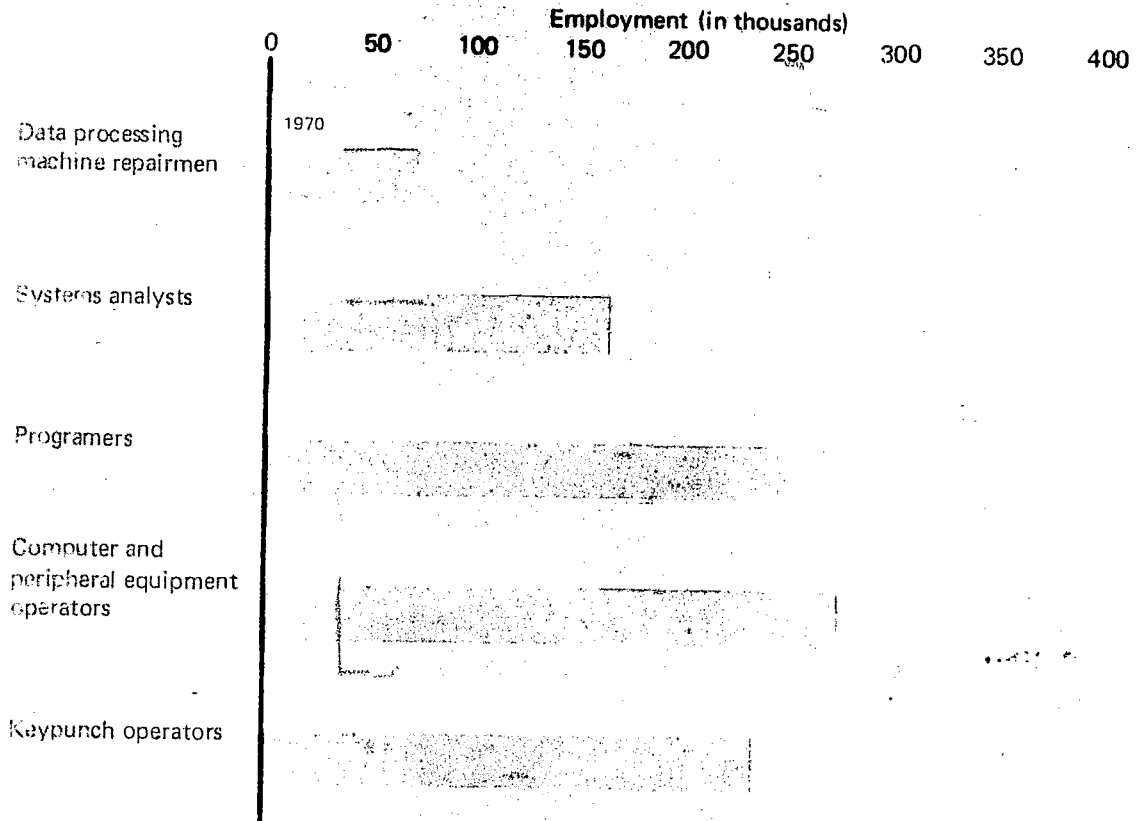 Employment (in thousands)
0 50 100 150 200 250 300 350 400
1970
Data processing
machine repairmen
Systems analysts
Programers
Computer and
peripheral equipment
operators
Keypunch operators